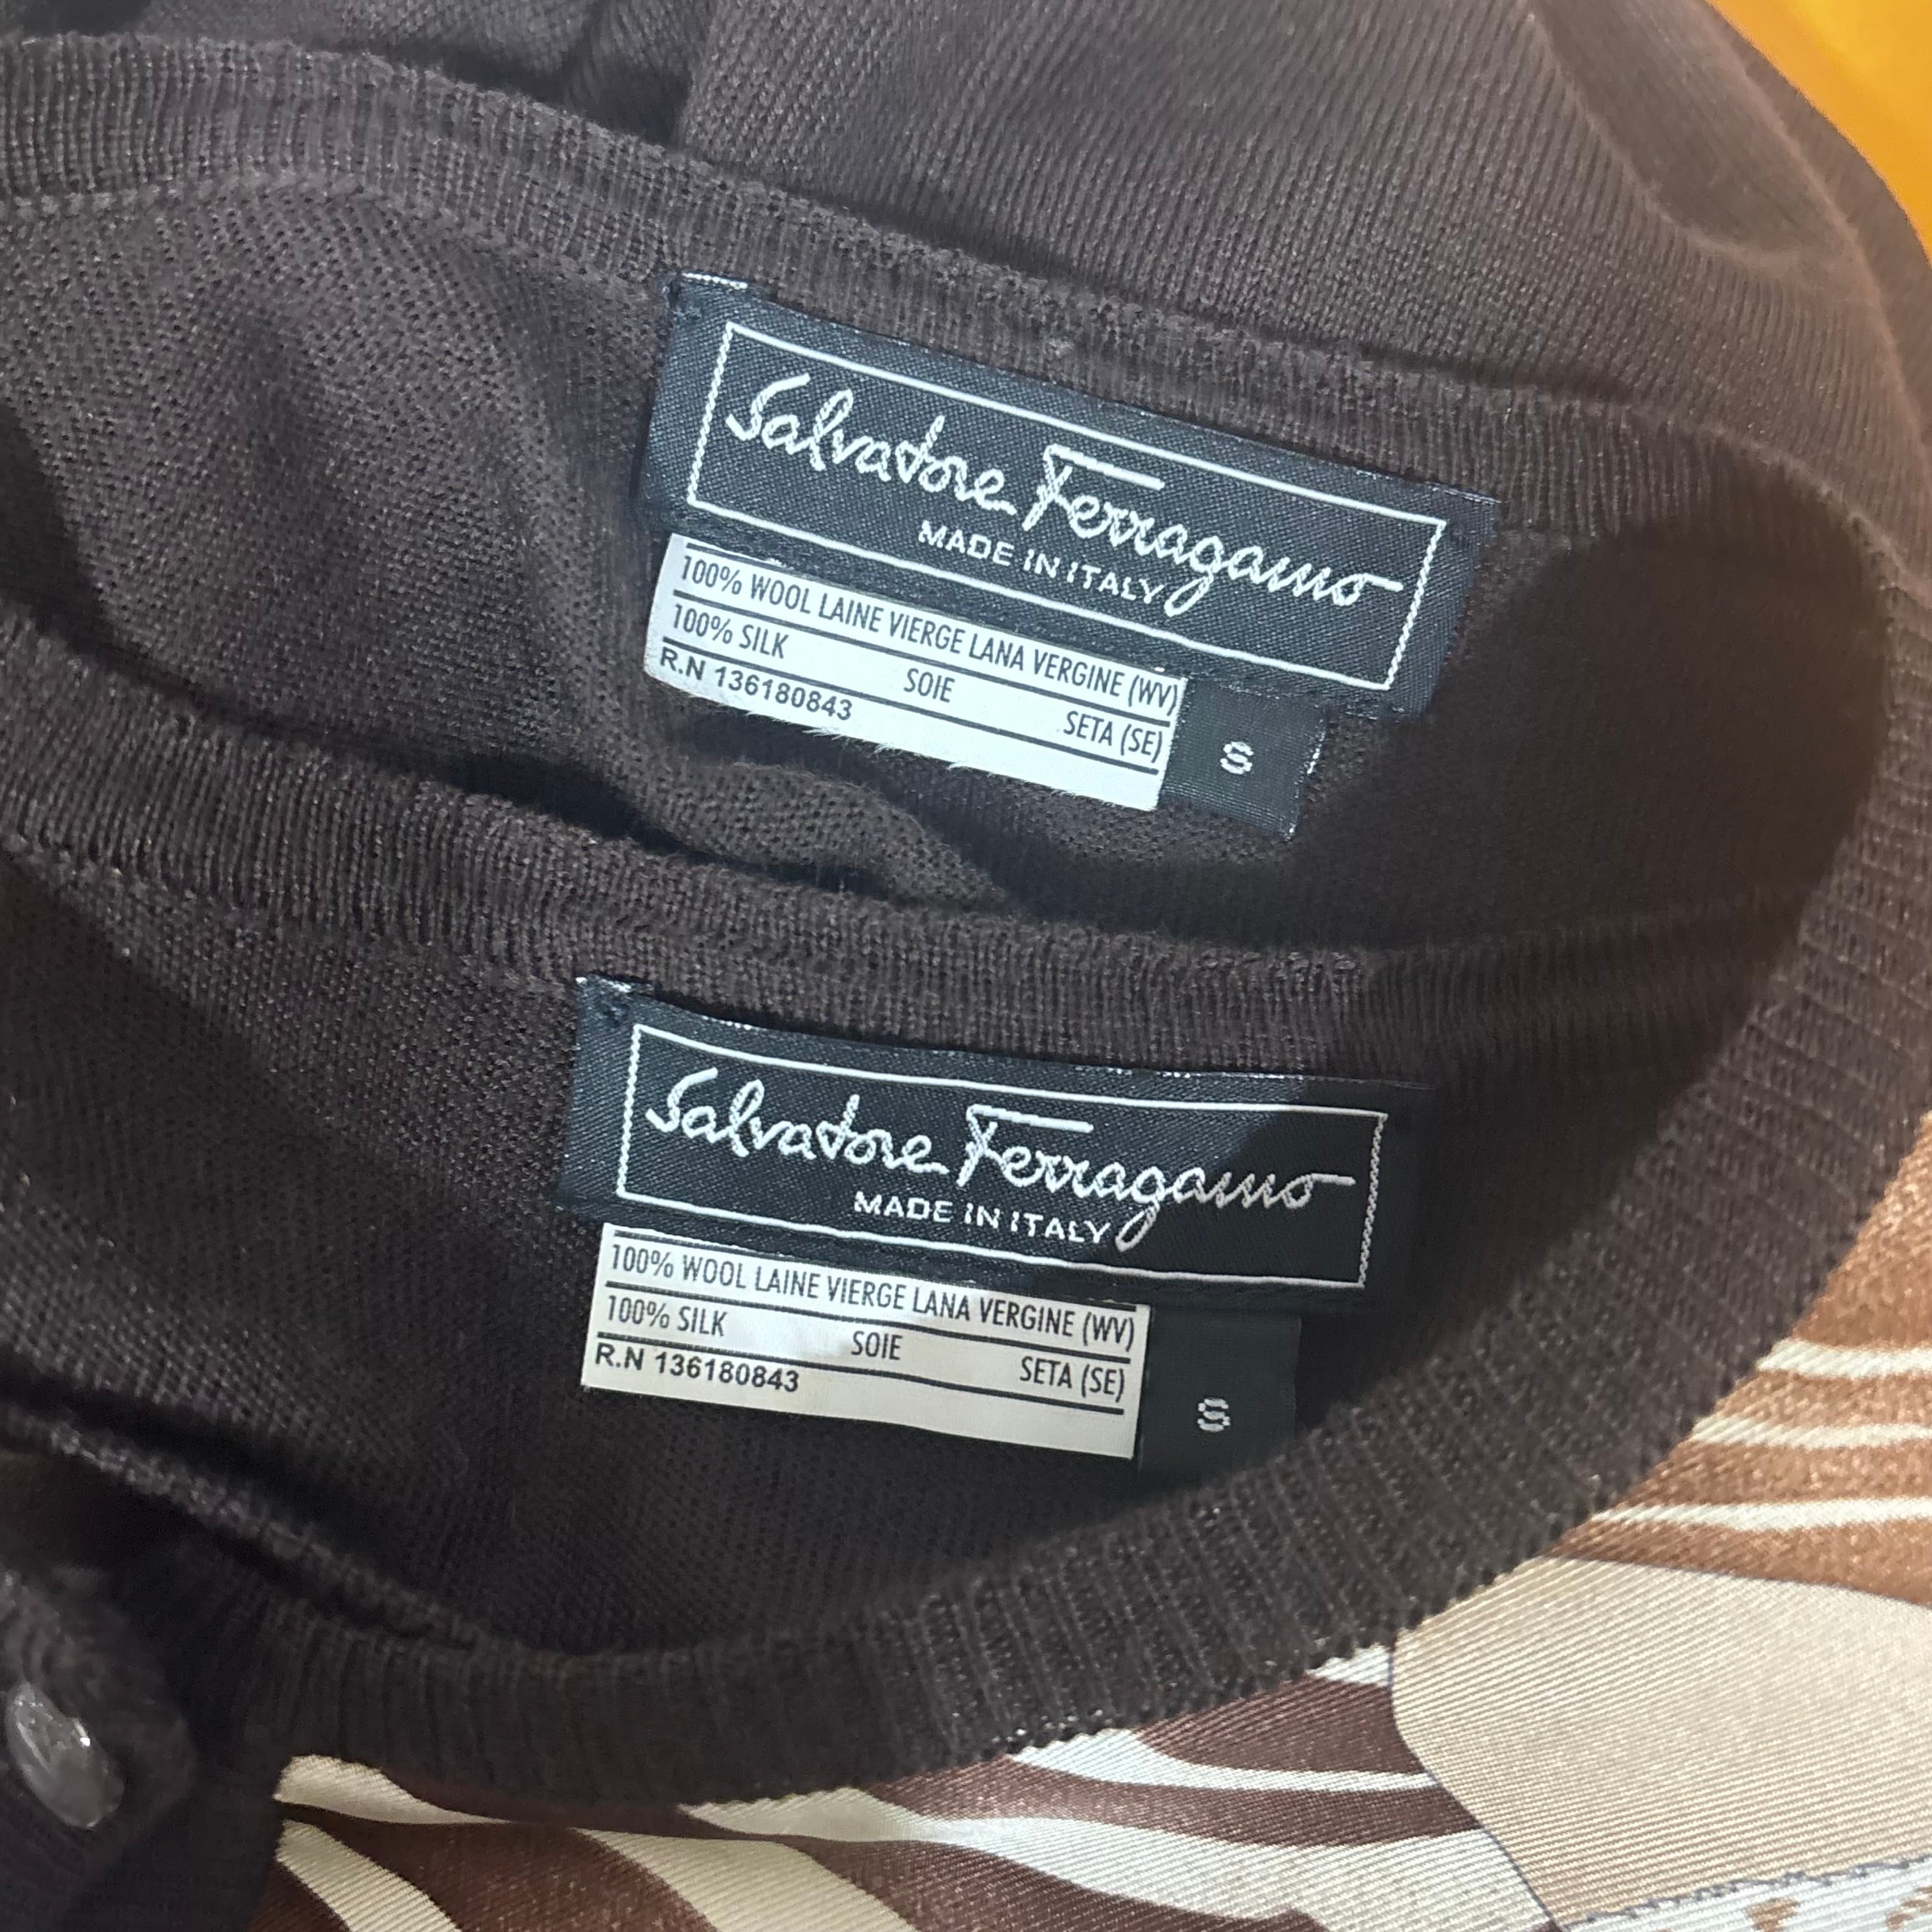 Salvatore Ferragamo
MADE IN ITALY
100% WOOL LAINE VIERGE LANA VERGINE (WV)
100% SILK SOIE SETA (SE)
R.N 136180843
S
Salvatore Ferragamo
MADE IN ITALY
100% WOOL LAINE VIERGE LANA VERGINE (WV)
100% SILK SOIE SETA (SE)
R.N 136180843
S